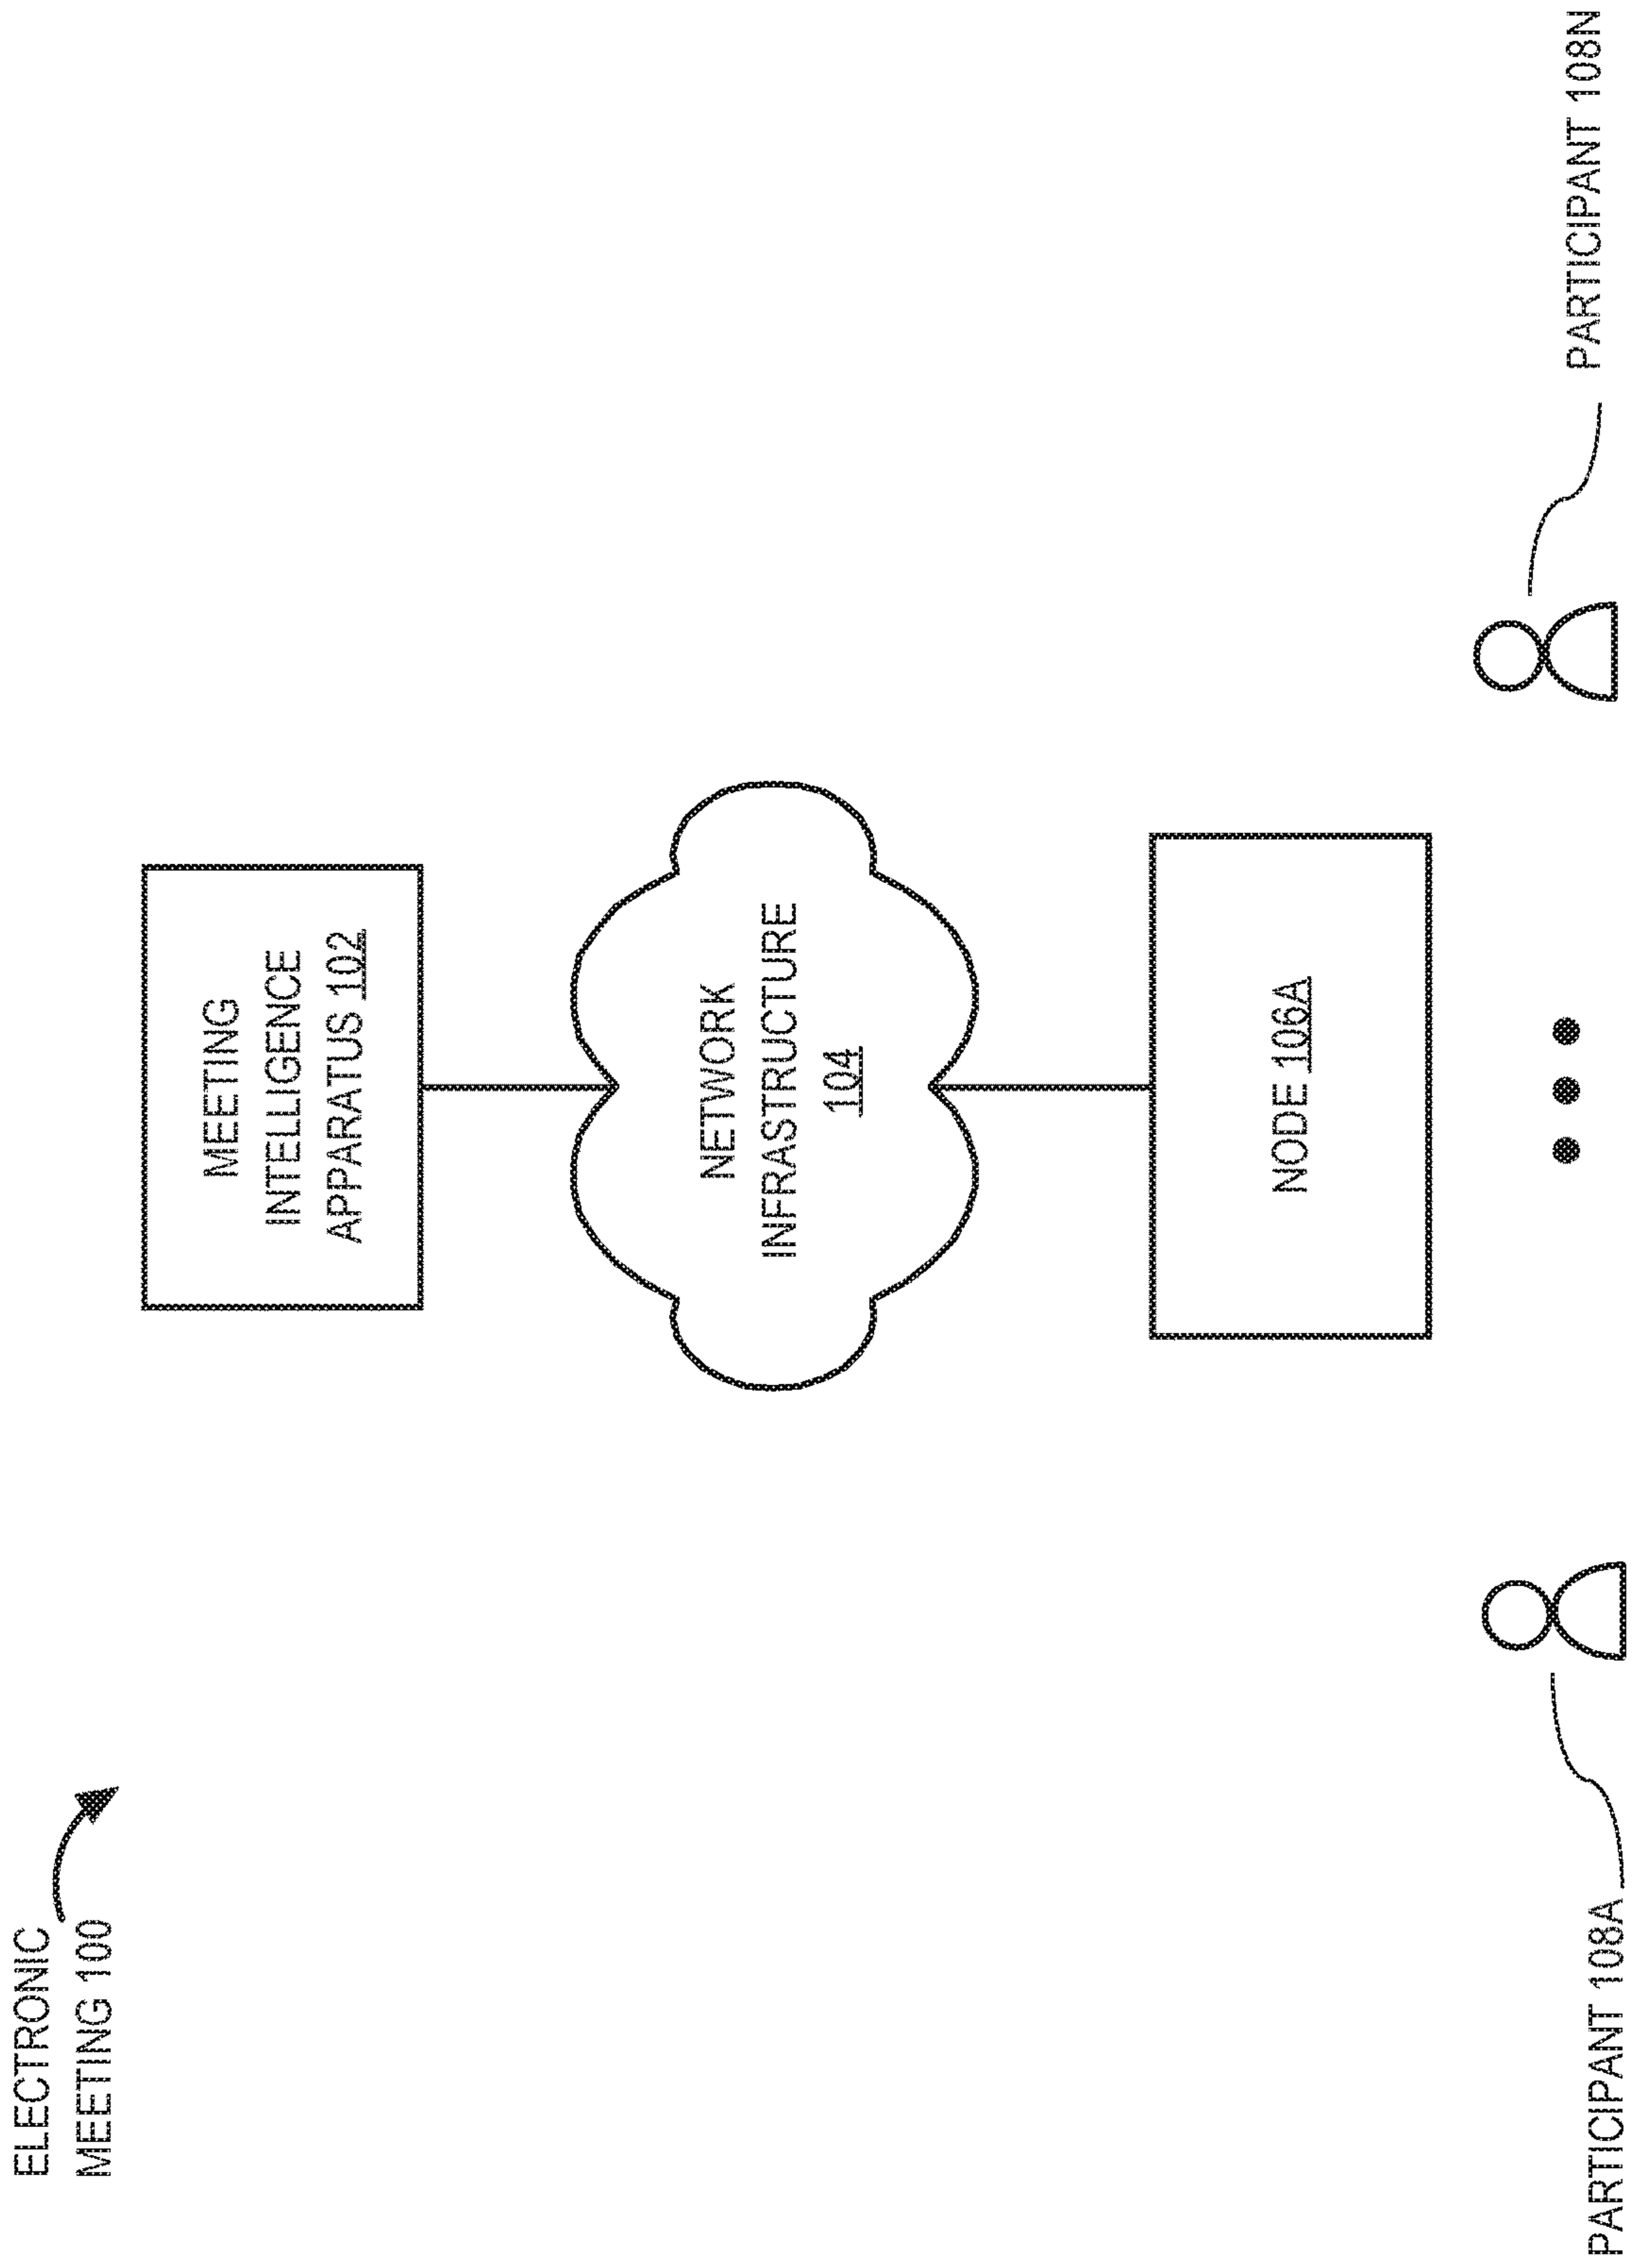 ELECTRONIC
MEETING 100
MEETING
INTELLIGENCE
APPARATUS 102
NETWORK
INFRASTRUCTURE
104
NODE 106A
PARTICIPANT 108A
PARTICIPANT 108N